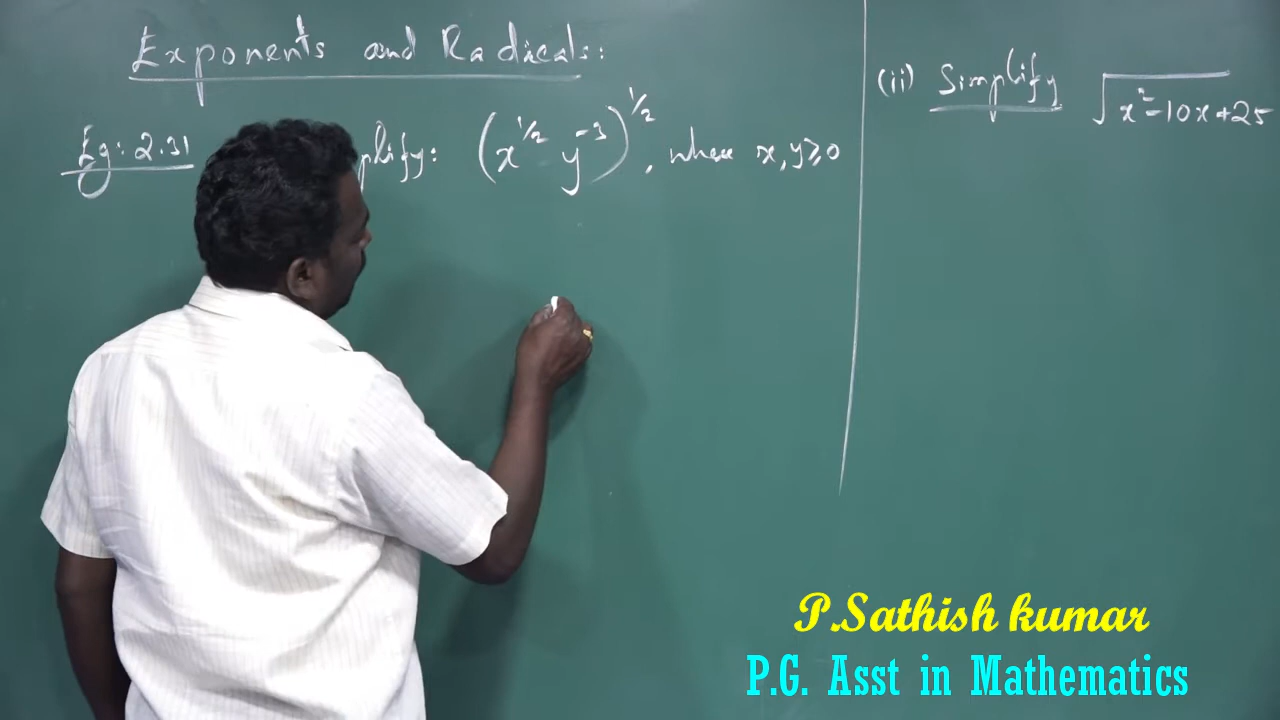 Exponents and Radicals:
Eg: 2.31 plify: (x^1/2 y^-3)^1/2, where x, y ≥ 0
(ii) Simplify √x²-10x+25
P.Sathish kumar
P.G. Asst in Mathematics